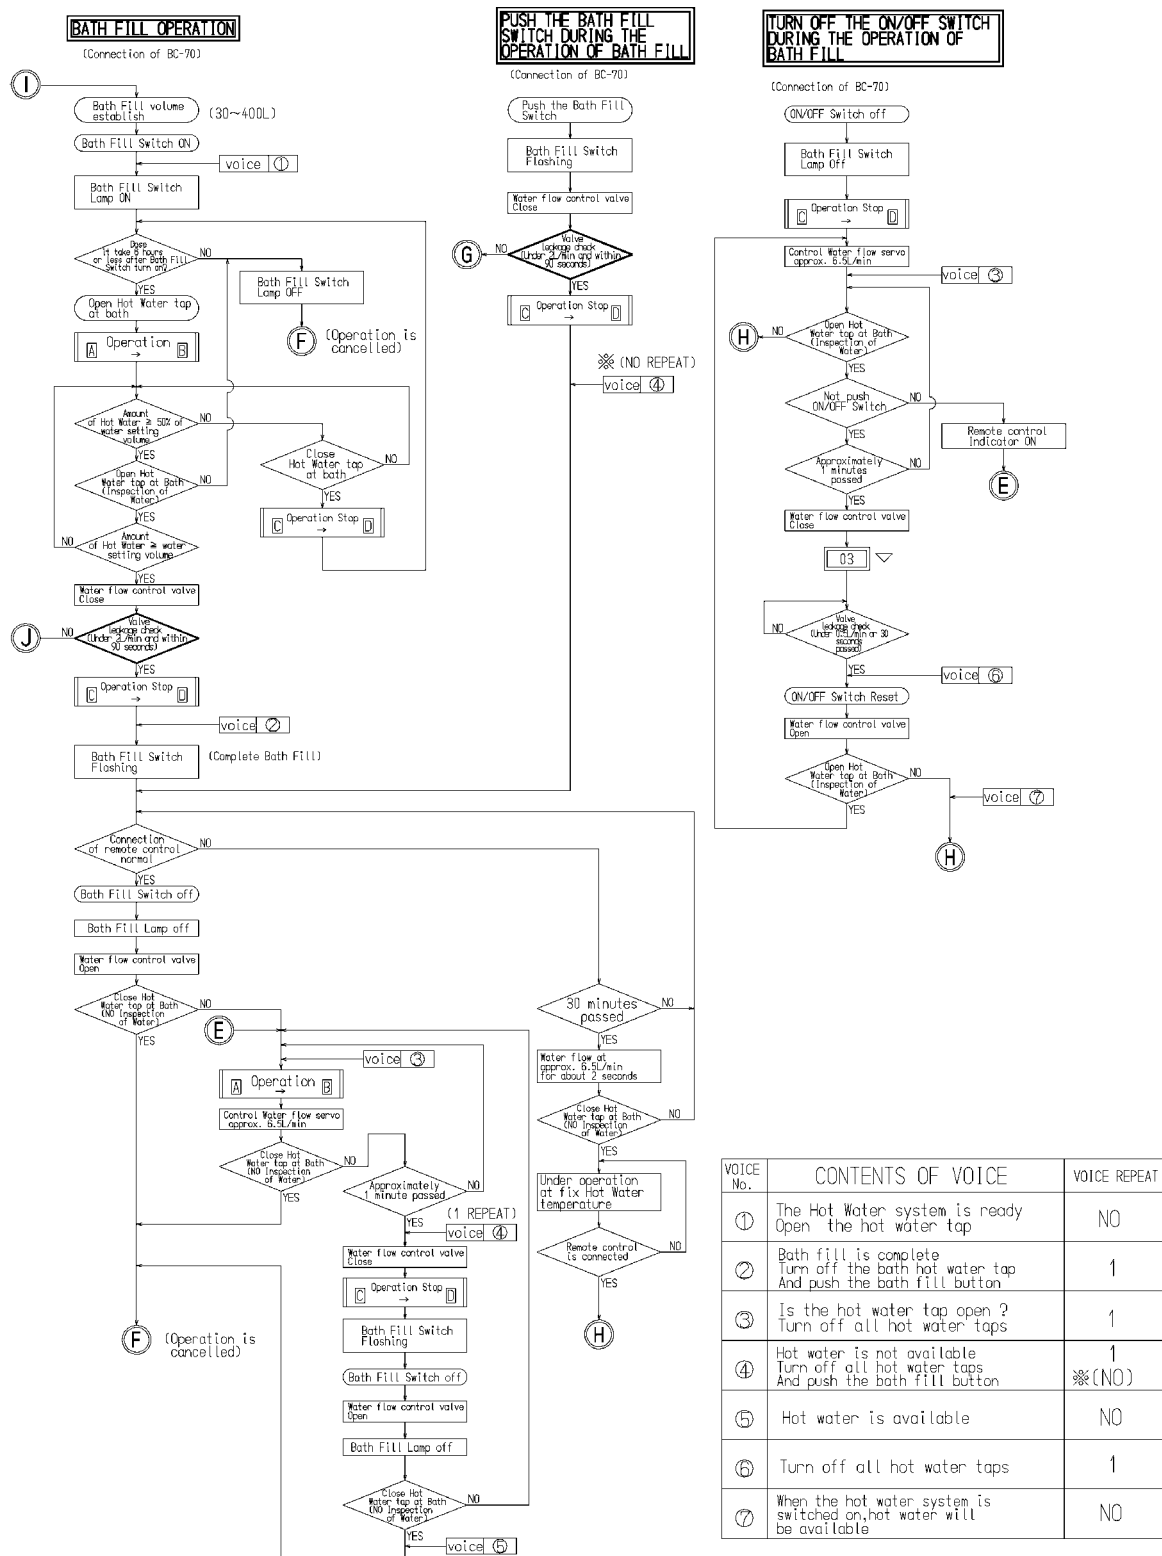 BATH FILL OPERATION
(Connection of BC-70)
I
Bath Fill volume
establish
(30~400L)
Bath Fill Switch ON
voice ①
Bath Fill Switch
Lamp ON
Dose
it take 6 hours
or less after Bath Fill
Switch turn on?
NO
YES
Bath Fill Switch
Lamp OFF
F
(Operation is
cancelled)
Open Hot Water tap
at bath
A Operation → B
Amount
of Hot Water ≧ 50% of
water setting
volume
NO
YES
Close
Hot Water tap
at bath
NO
YES
C Operation Stop → D
Open Hot
Water tap at Bath
(Inspection of
Water)
NO
YES
Amount
of Hot Water ≧ water
setting volume
NO
YES
Water flow control valve
Close
J
NO
Valve
leakage check
(Under 2L/min and within
90 seconds)
YES
C Operation Stop → D
voice ②
Bath Fill Switch
Flashing
(Complete Bath Fill)
Connection
of remote control
normal
NO
YES
Bath Fill Switch off
Bath Fill Lamp off
Water flow control valve
Open
Close Hot
Water tap at Bath
(NO Inspection
of Water)
NO
YES
E
voice ③
A Operation → B
Control Water flow servo
approx. 6.5L/min
Close Hot
Water tap at Bath
(NO Inspection
of Water)
NO
YES
Approximately
1 minute passed
NO
YES
(1 REPEAT)
voice ④
Water flow control valve
Close
C Operation Stop → D
Bath Fill Switch
Flashing
Bath Fill Switch off
Water flow control valve
Open
Bath Fill Lamp off
Close Hot
Water tap at Bath
(NO Inspection
of Water)
NO
YES
voice ⑤
F
(Operation is
cancelled)
30 minutes
passed
NO
YES
Water flow at
approx. 6.5L/min
for about 2 seconds
Close Hot
Water tap at Bath
(NO Inspection
of Water)
NO
YES
Under operation
at fix Hot Water
temperature
Remote control
is connected
NO
YES
H
PUSH THE BATH FILL
SWITCH DURING THE
OPERATION OF BATH FILL
(Connection of BC-70)
Push the Bath Fill
Switch
Bath Fill Switch
Flashing
Water flow control valve
Close
G
NO
Valve
leakage check
(Under 2L/min and within
90 seconds)
YES
C Operation Stop → D
※ (NO REPEAT)
voice ④
TURN OFF THE ON/OFF SWITCH
DURING THE OPERATION OF
BATH FILL
(Connection of BC-70)
ON/OFF Switch off
Bath Fill Switch
Lamp Off
C Operation Stop → D
Control Water flow servo
approx. 6.5L/min
voice ③
H
NO
Open Hot
Water tap at Bath
(Inspection of
Water)
YES
Not push
ON/OFF Switch
NO
YES
Remote control
Indicator ON
E
Approximately
1 minutes
passed
NO
YES
Water flow control valve
Close
03 ▽
NO
Valve
leakage check
(Under 0.5L/min or 30
seconds
passed)
YES
voice ⑥
ON/OFF Switch Reset
Water flow control valve
Open
Open Hot
Water tap at Bath
(Inspection of
Water)
NO
YES
voice ⑦
H
VOICE No. CONTENTS OF VOICE VOICE REPEAT
① The Hot Water system is ready
Open the hot water tap
NO
② Bath fill is complete
Turn off the bath hot water tap
And push the bath fill button
1
③ Is the hot water tap open ?
Turn off all hot water taps
1
④ Hot water is not available
Turn off all hot water taps
And push the bath fill button
1
※(NO)
⑤ Hot water is available NO
⑥ Turn off all hot water taps 1
⑦ When the hot water system is
switched on,hot water will
be available
NO